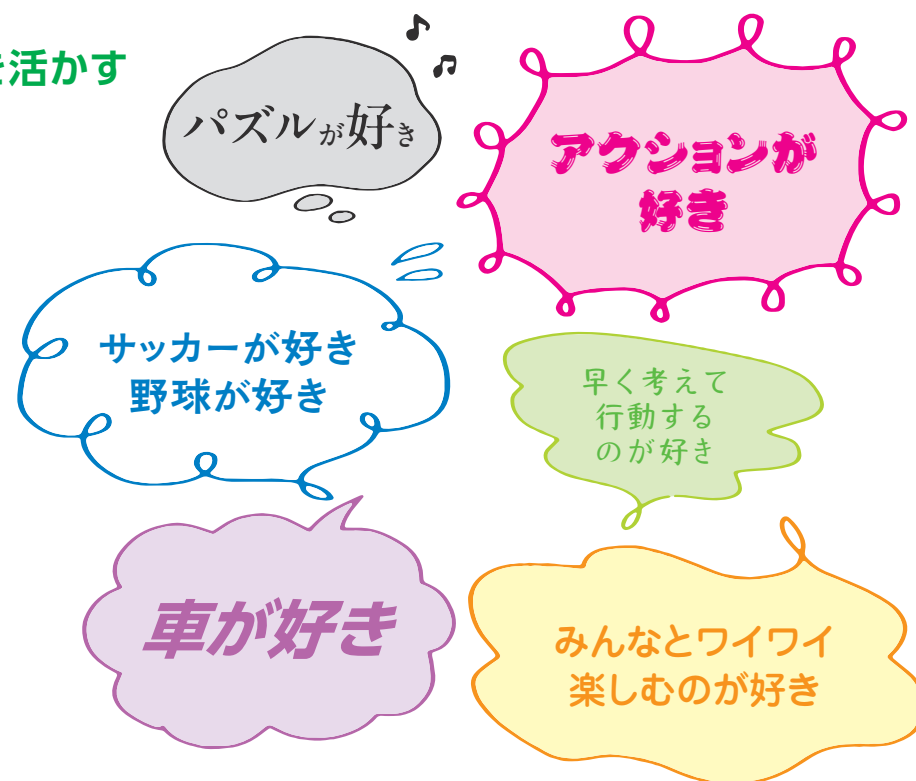 を活かす
パズルが好き
アクションが
好き
サッカーが好き
野球が好き
早く考えて
行動する
のが好き
車が好き
みんなとワイワイ
楽しむのが好き